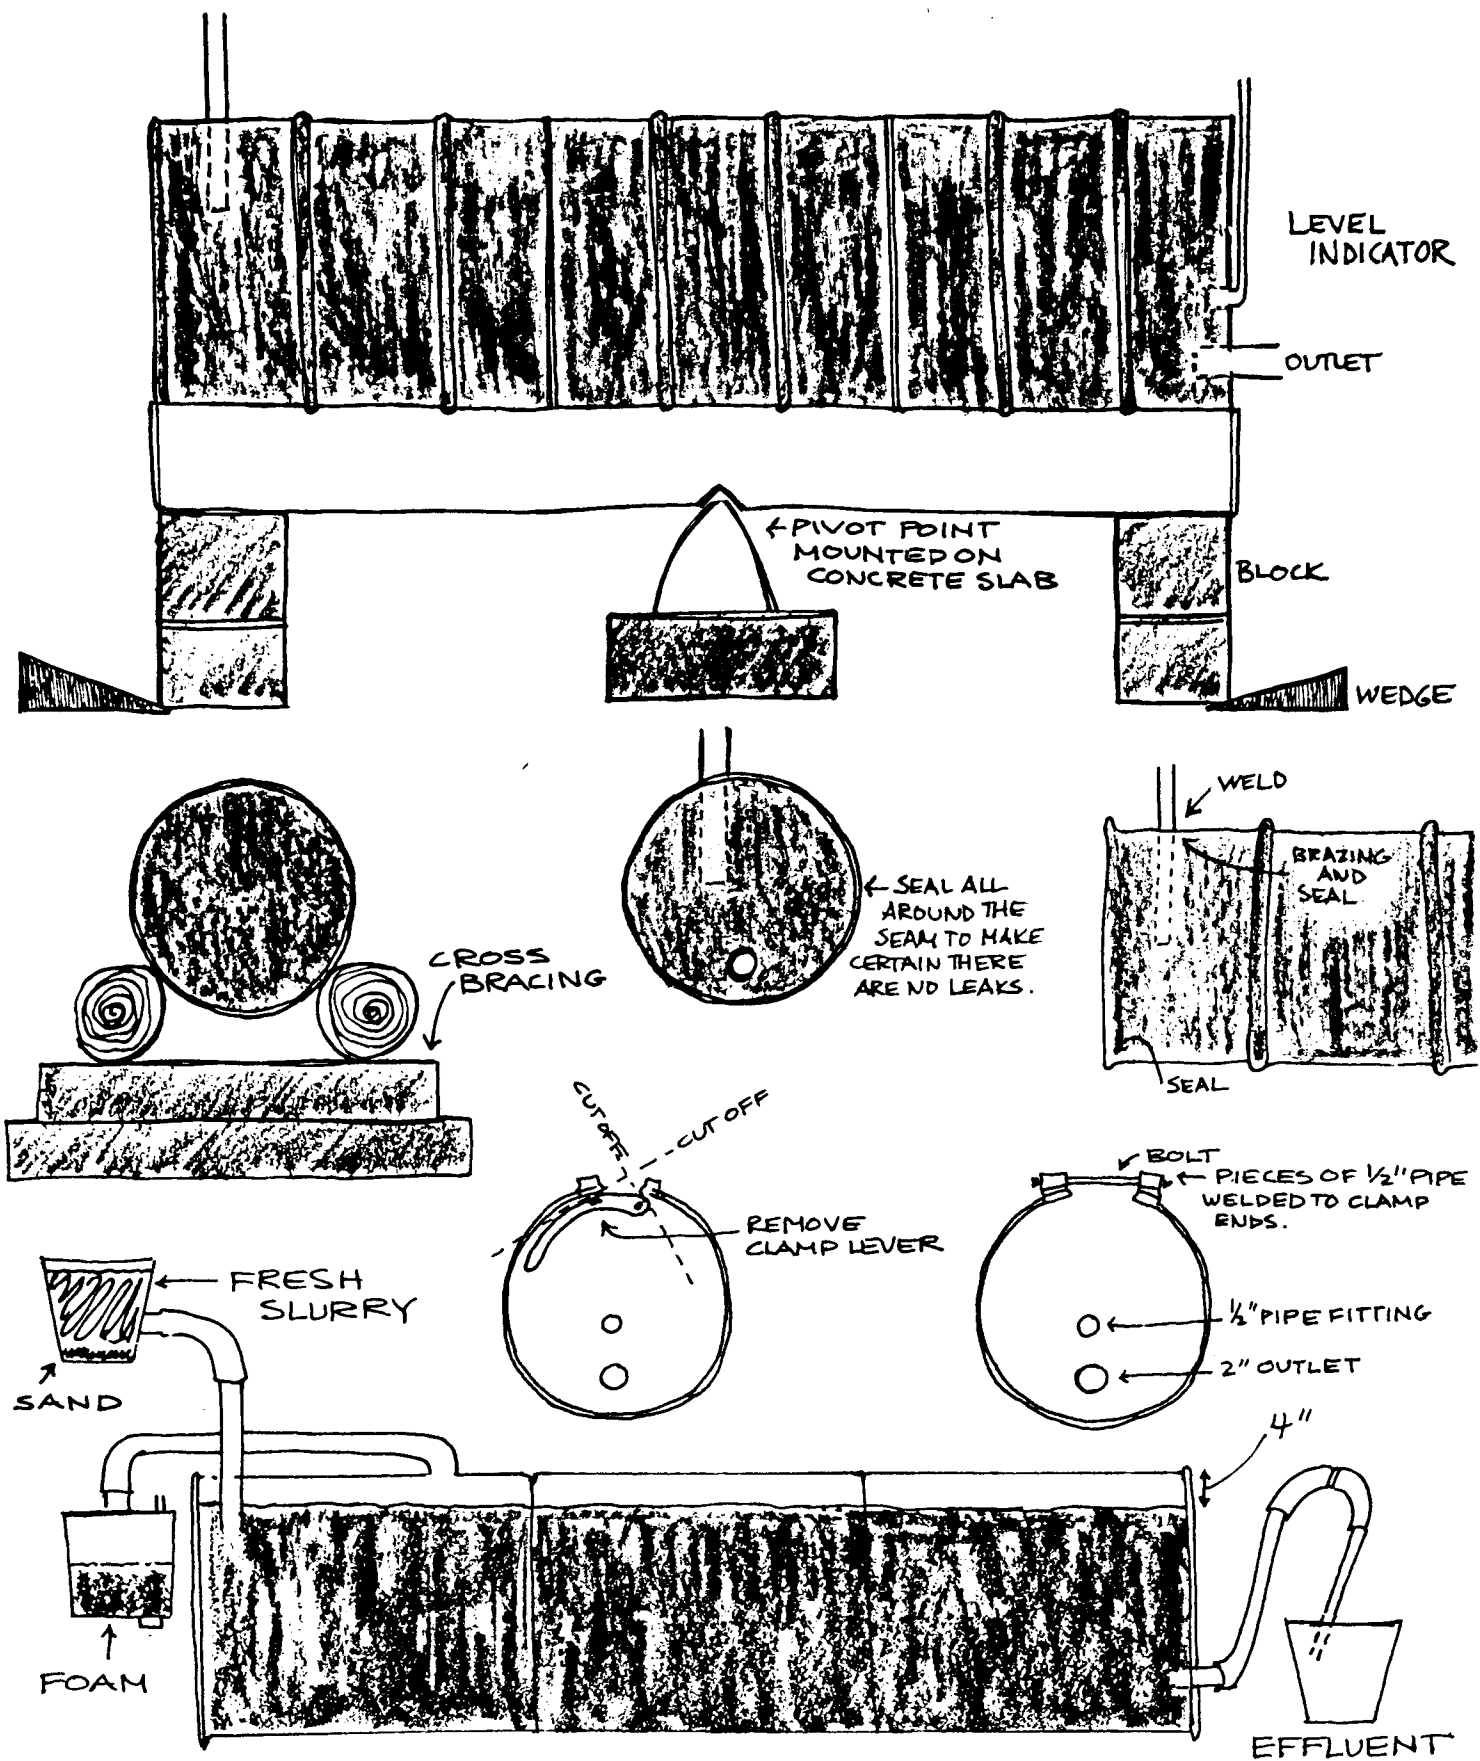 LEVEL
INDICATOR
OUTLET
←PIVOT POINT
MOUNTED ON
CONCRETE SLAB
BLOCK
WEDGE
CROSS
BRACING
← SEAL ALL
AROUND THE
SEAM TO MAKE
CERTAIN THERE
ARE NO LEAKS.
WELD
BRAZING
AND
SEAL
SEAL
CUT OFF
CUT OFF
REMOVE
CLAMP LEVER
BOLT
← PIECES OF 1/2" PIPE
WELDED TO CLAMP
ENDS.
1/2" PIPE FITTING
2" OUTLET
FRESH
SLURRY
SAND
FOAM
4"
EFFLUENT